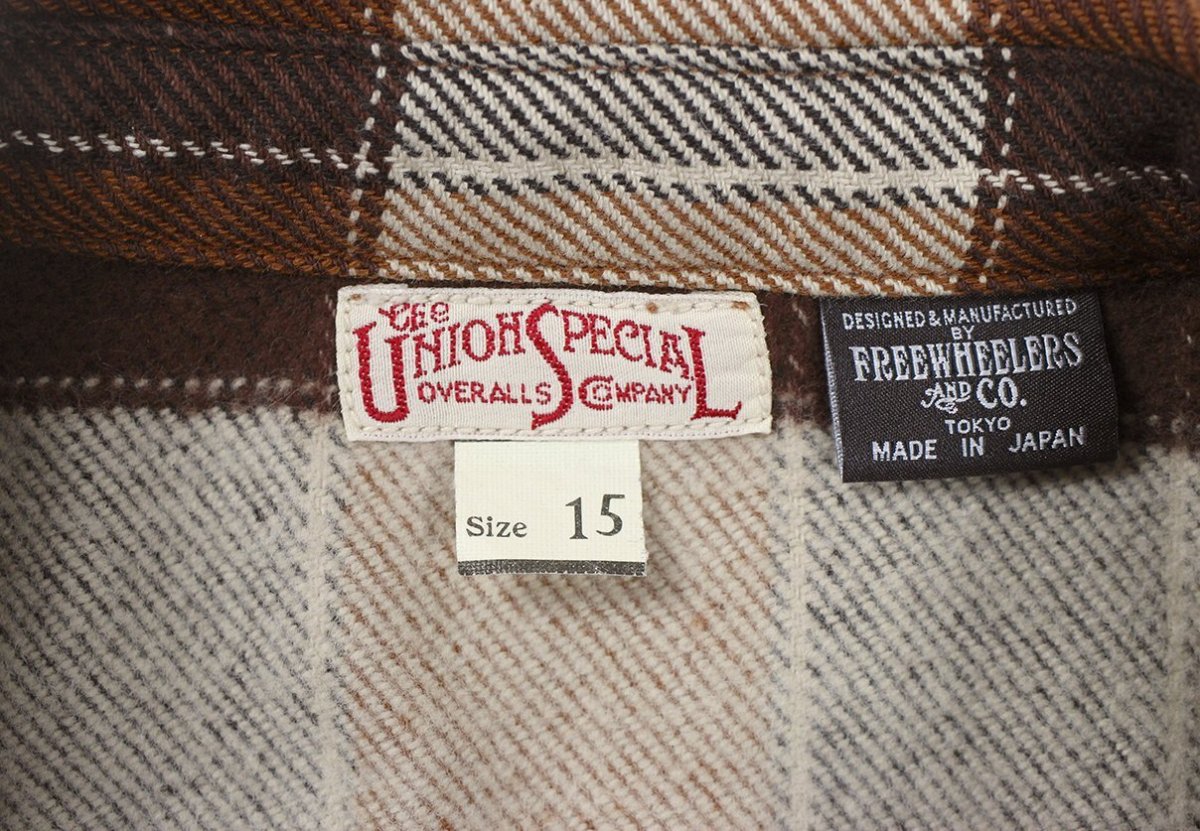 The
UNION SPECIAL
OVERALLS COMPANY
Size 15
DESIGNED & MANUFACTURED
BY
FREEWHEELERS
AND CO.
TOKYO
MADE IN JAPAN